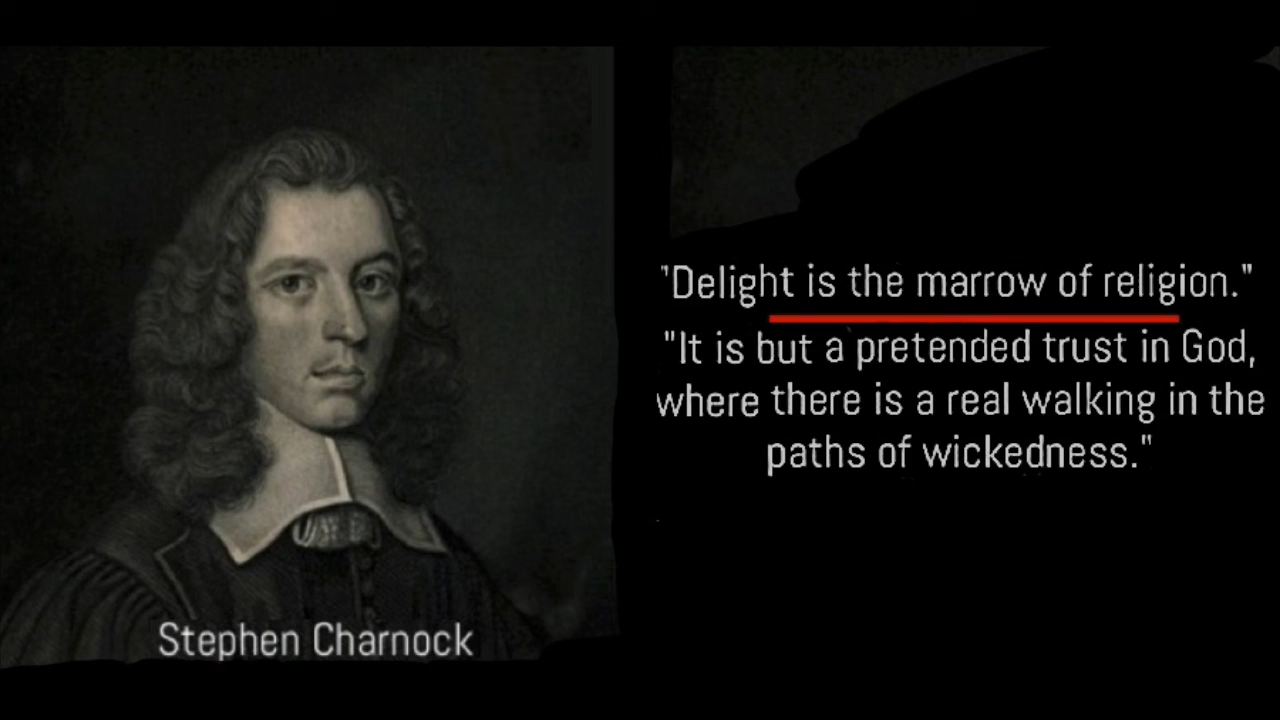 "Delight is the marrow of religion."
"It is but a pretended trust in God,
where there is a real walking in the
paths of wickedness."
Stephen Charnock